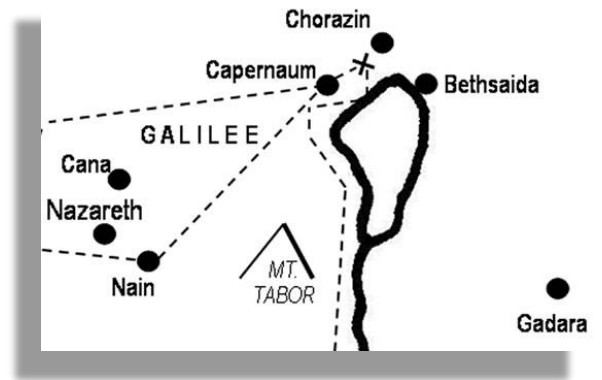 Chorazin
Capernaum
Bethsaida
GALILEE
Cana
Nazareth
Nain
MT.
TABOR
Gadara